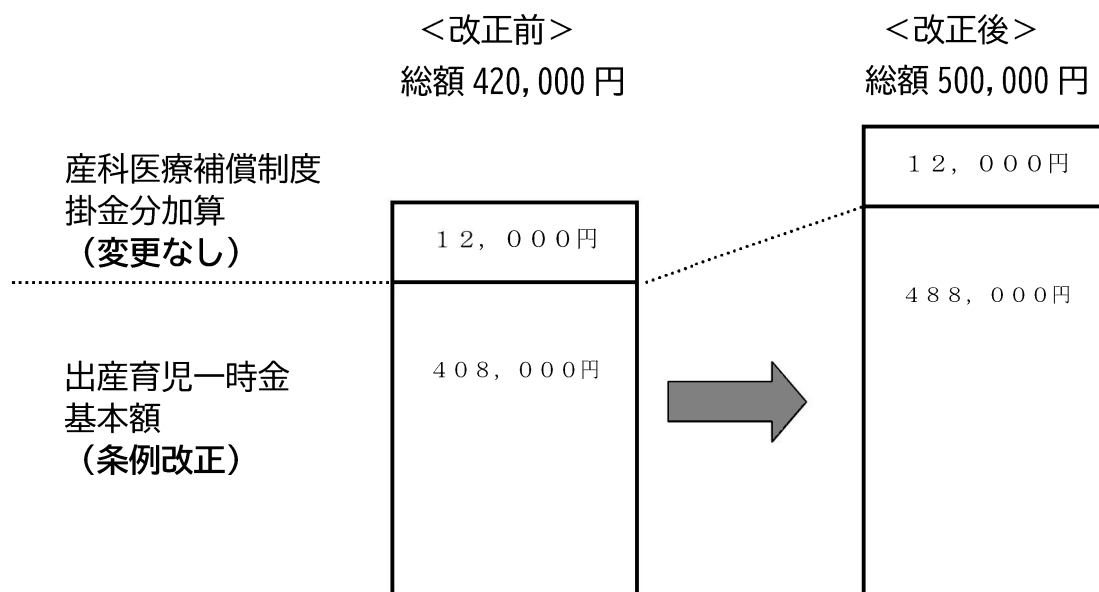 ＜改正前＞
総額 420,000 円
＜改正後＞
総額 500,000 円
産科医療補償制度
掛金分加算
（変更なし）
１２，０００円
１２，０００円
出産育児一時金
基本額
（条例改正）
４０８，０００円
４８８，０００円